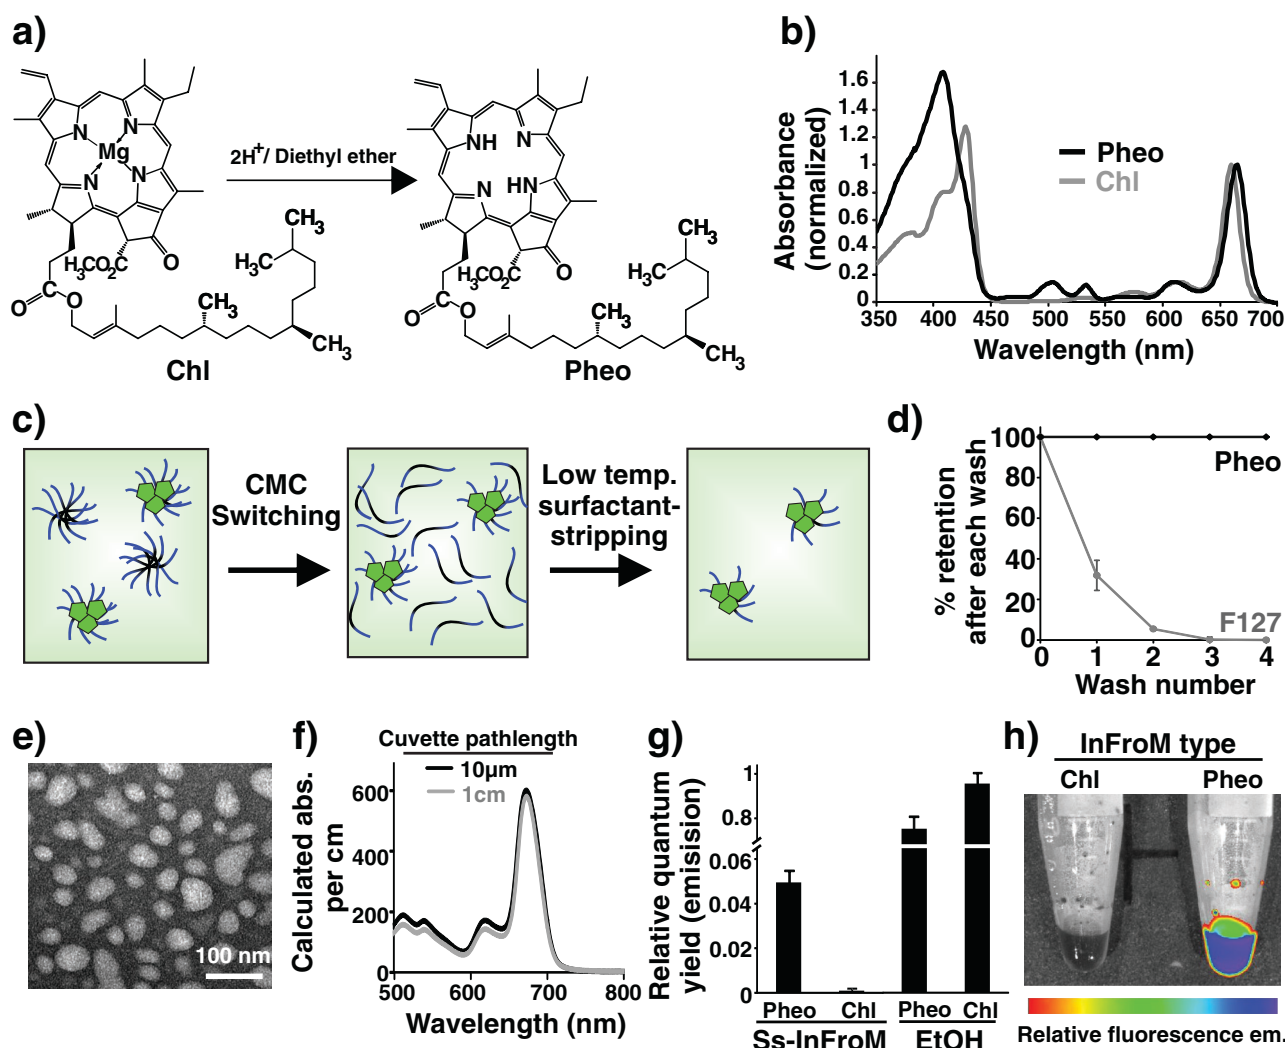 a)
Mg
N
N
N
N
H3CO2C
O
O
O
CH3
H3C
CH3
CH3
Chl
2H+/ Diethyl ether
NH
N
N
HN
H3CO2C
O
O
O
CH3
H3C
CH3
CH3
Pheo
b)
Absorbance
(normalized)
1.6
1.4
1.2
1
0.8
0.6
0.4
0.2
0
Pheo
Chl
350 400 450 500 550 600 650 700
Wavelength (nm)
c)
CMC
Switching
Low temp.
surfactant-
stripping
d)
% retention
after each wash
100
80
60
40
20
0
Pheo
F127
0 1 2 3 4
Wash number
e)
100 nm
f)
Cuvette pathlength
10µm
1cm
Calculated abs.
per cm
600
400
200
0
500 600 700 800
Wavelength (nm)
g)
Relative quantum
yield (emisision)
1
0.8
0.06
0.04
0.02
0
Pheo Chl Pheo Chl
Ss-InFroM EtOH
h)
InFroM type
Chl Pheo
Relative fluorescence em.